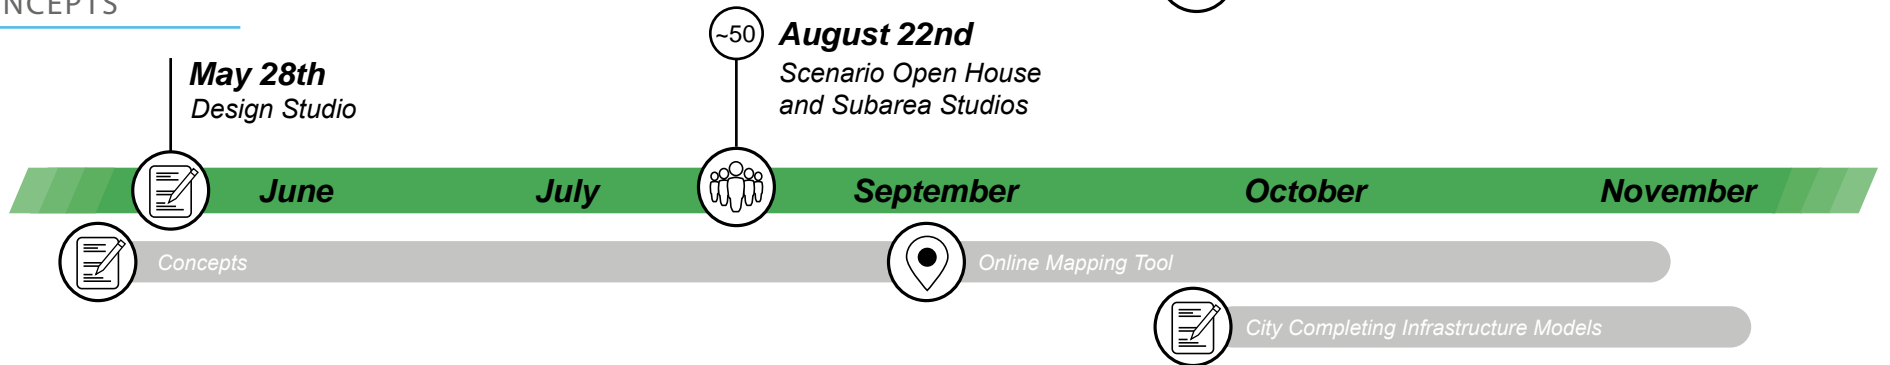 NCEPTS
~50
August 22nd
Scenario Open House
and Subarea Studios
May 28th
Design Studio
June
July
September
October
November
Concepts
Online Mapping Tool
City Completing Infrastructure Models